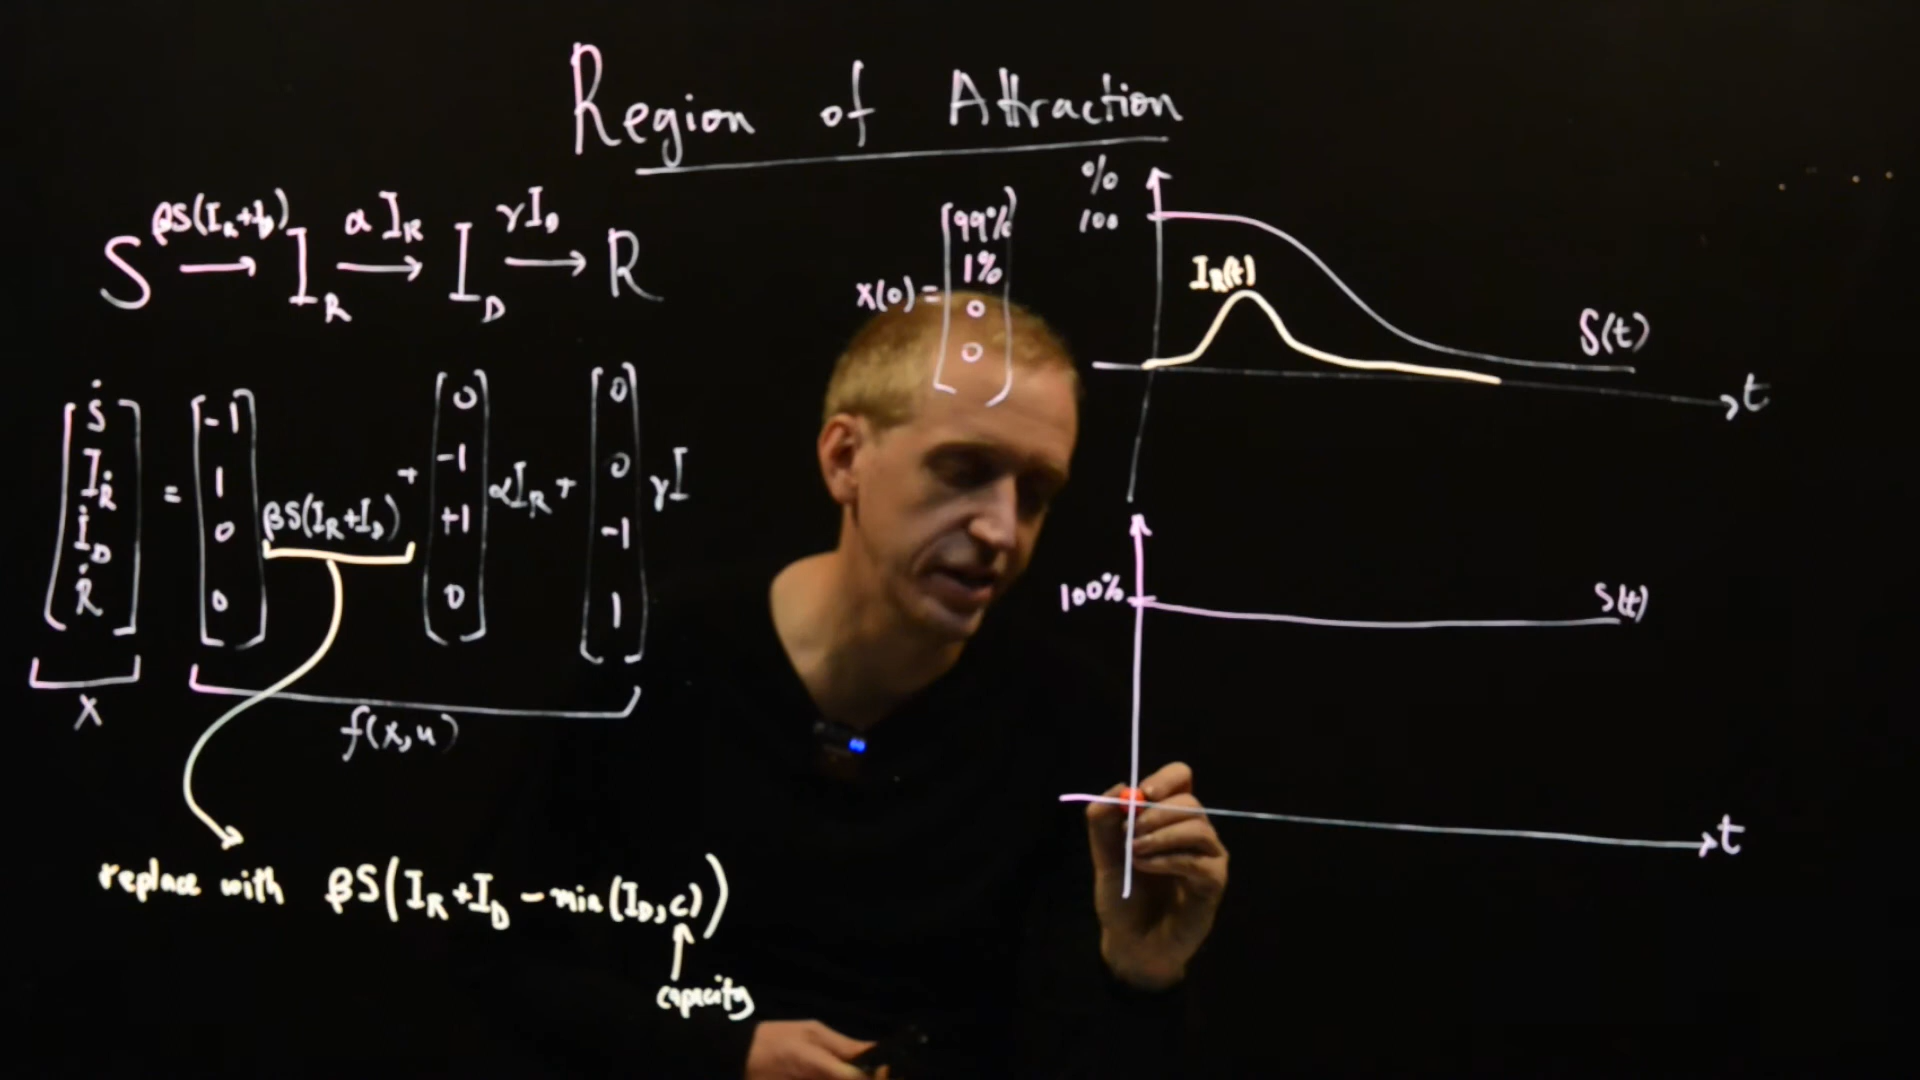 Region of Attraction
S →^{βS(I_R+I_D)} I_R →^{α I_R} I_D →^{γI_D} R
[Ṡ İ_R İ_D Ṙ] = [-1 1 0 0] βS(I_R+I_D) + [0 -1 +1 0] αI_R + [0 0 -1 1] γI
x
f(x,u)
replace with βS(I_R+I_D - min(I_D, c))
capacity
x(0) = [99% 1% 0 0]
%
100
I_R(t)
S(t)
t
100%
S(t)
t